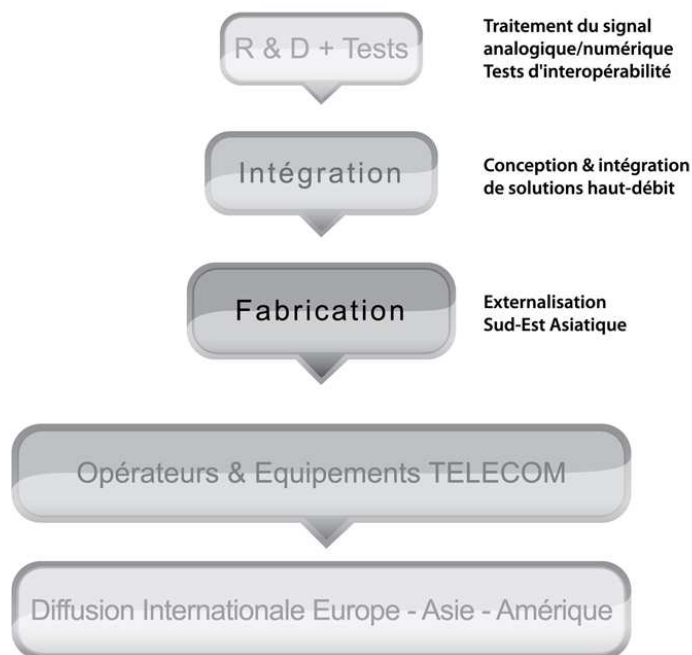 R & D + Tests
Traitement du signal
analogique/numérique
Tests d'interopérabilité
Intégration
Conception & intégration
de solutions haut-débit
Fabrication
Externalisation
Sud-Est Asiatique
Opérateurs & Equipements TELECOM
Diffusion Internationale Europe - Asie - Amérique